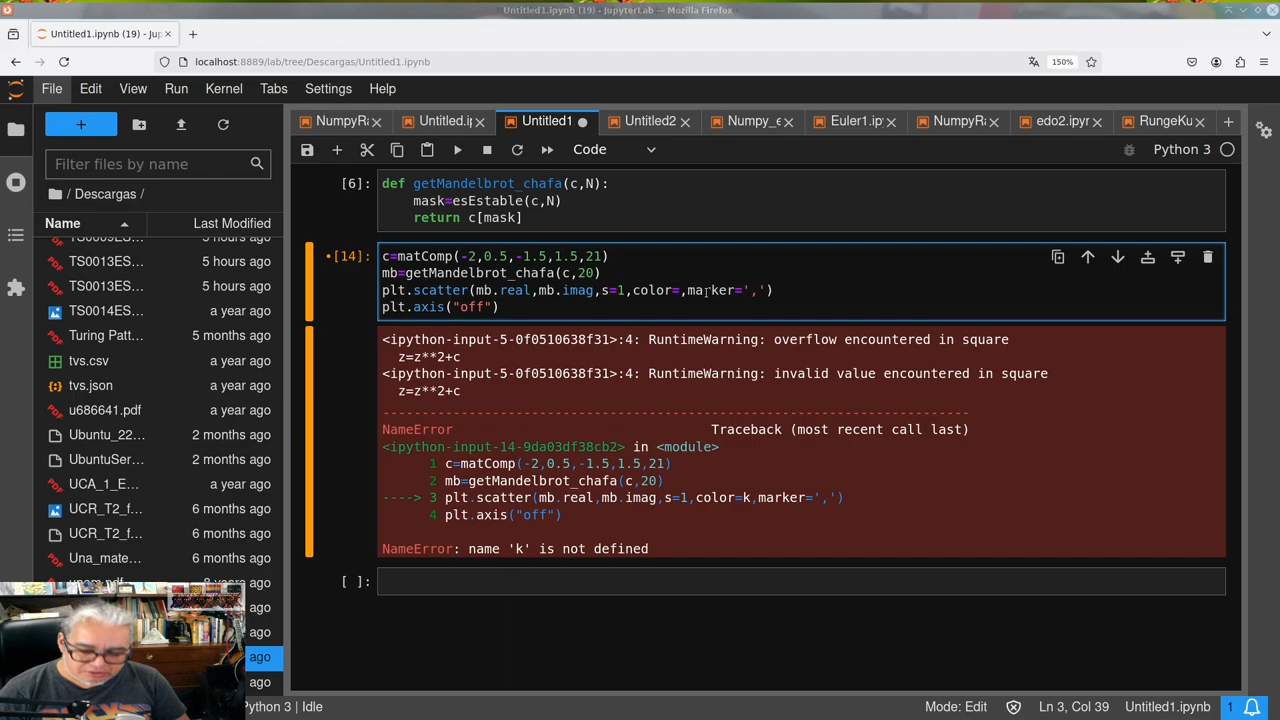 Untitled1.ipynb (19) - JupyterLab — Mozilla Firefox
Untitled1.ipynb (19) - Jup
localhost:8889/lab/tree/Descargas/Untitled1.ipynb
150%
File Edit View Run Kernel Tabs Settings Help
NumpyRa Untitled.ip Untitled1 Untitled2 Numpy_e Euler1.ip NumpyRa edo2.ipyn RungeKu
Code
Python 3
Filter files by name
/ Descargas /
Name Last Modified
TS0009ES... 5 hours ago
TS0013ES... 5 hours ago
TS0013ES... 5 hours ago
TS0014ES... a year ago
Turing Patt... 5 months ago
tvs.csv a year ago
tvs.json a year ago
u686641.pdf a year ago
Ubuntu_22... 2 months ago
UbuntuSer... 2 months ago
UCA_1_E... a year ago
UCR_T2_f... 6 months ago
UCR_T2_f... 6 months ago
Una_mate... 6 months ago
ago
ago
ago
ago
[6]:
def getMandelbrot_chafa(c,N):
mask=esEstable(c,N)
return c[mask]
[14]:
c=matComp(-2,0.5,-1.5,1.5,21)
mb=getMandelbrot_chafa(c,20)
plt.scatter(mb.real,mb.imag,s=1,color=,marker=',')
plt.axis("off")
<ipython-input-5-0f0510638f31>:4: RuntimeWarning: overflow encountered in square
z=z**2+c
<ipython-input-5-0f0510638f31>:4: RuntimeWarning: invalid value encountered in square
z=z**2+c
---------------------------------------------------------------------------
NameError Traceback (most recent call last)
<ipython-input-14-9da03df38cb2> in <module>
1 c=matComp(-2,0.5,-1.5,1.5,21)
2 mb=getMandelbrot_chafa(c,20)
----> 3 plt.scatter(mb.real,mb.imag,s=1,color=k,marker=',')
4 plt.axis("off")
NameError: name 'k' is not defined
[ ]:
Python 3 | Idle
Mode: Edit
Ln 3, Col 39
Untitled1.ipynb
1